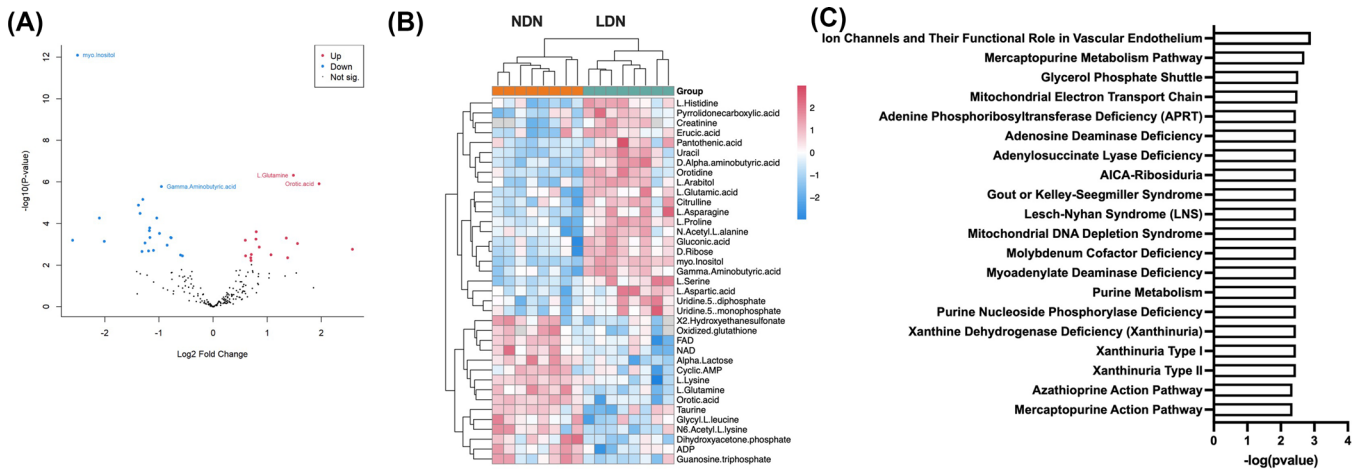 (A)
Up
Down
Not sig.
myo.Inositol
L.Glutamine
Orotic.acid
Gamma.Aminobutyric.acid
12
10
8
6
4
2
0
-log10(P-value)
-2
-1
0
1
2
Log2 Fold Change
(B)
NDN
LDN
Group
L.Histidine
Pyrrolidonecarboxylic.acid
Creatinine
Erucic.acid
Pantothenic.acid
Uracil
D.Alpha.aminobutyric.acid
Orotidine
L.Arabitol
L.Glutamic.acid
Citrulline
L.Asparagine
L.Proline
N.Acetyl.L.alanine
Gluconic.acid
D.Ribose
myo.Inositol
Gamma.Aminobutyric.acid
L.Serine
L.Aspartic.acid
Uridine.5..diphosphate
Uridine.5..monophosphate
X2.Hydroxyethanesulfonate
Oxidized.glutathione
FAD
NAD
Alpha.Lactose
Cyclic.AMP
L.Lysine
L.Glutamine
Orotic.acid
Taurine
Glycyl.L.leucine
N6.Acetyl.L.lysine
Dihydroxyacetone.phosphate
ADP
Guanosine.triphosphate
2
1
0
−1
−2
(C)
Ion Channels and Their Functional Role in Vascular Endothelium
Mercaptopurine Metabolism Pathway
Glycerol Phosphate Shuttle
Mitochondrial Electron Transport Chain
Adenine Phosphoribosyltransferase Deficiency (APRT)
Adenosine Deaminase Deficiency
Adenylosuccinate Lyase Deficiency
AICA-Ribosiduria
Gout or Kelley-Seegmiller Syndrome
Lesch-Nyhan Syndrome (LNS)
Mitochondrial DNA Depletion Syndrome
Molybdenum Cofactor Deficiency
Myoadenylate Deaminase Deficiency
Purine Metabolism
Purine Nucleoside Phosphorylase Deficiency
Xanthine Dehydrogenase Deficiency (Xanthinuria)
Xanthinuria Type I
Xanthinuria Type II
Azathioprine Action Pathway
Mercaptopurine Action Pathway
0
1
2
3
4
-log(pvalue)